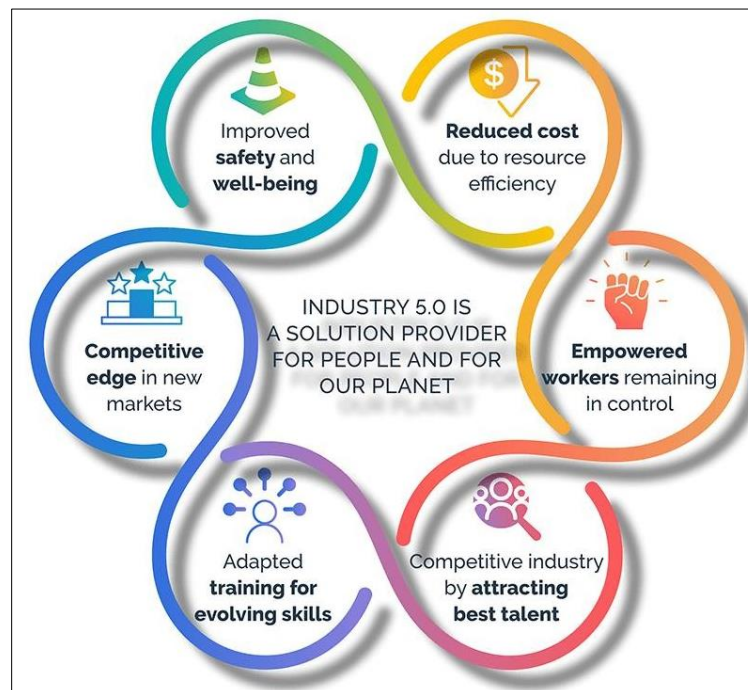 Improved
safety and
well-being
$
Reduced cost
due to resource
efficiency
INDUSTRY 5.0 IS
A SOLUTION PROVIDER
FOR PEOPLE AND FOR
OUR PLANET
Empowered
workers remaining
in control
Competitive industry
by attracting
best talent
Adapted
training for
evolving skills
Competitive
edge in new
markets